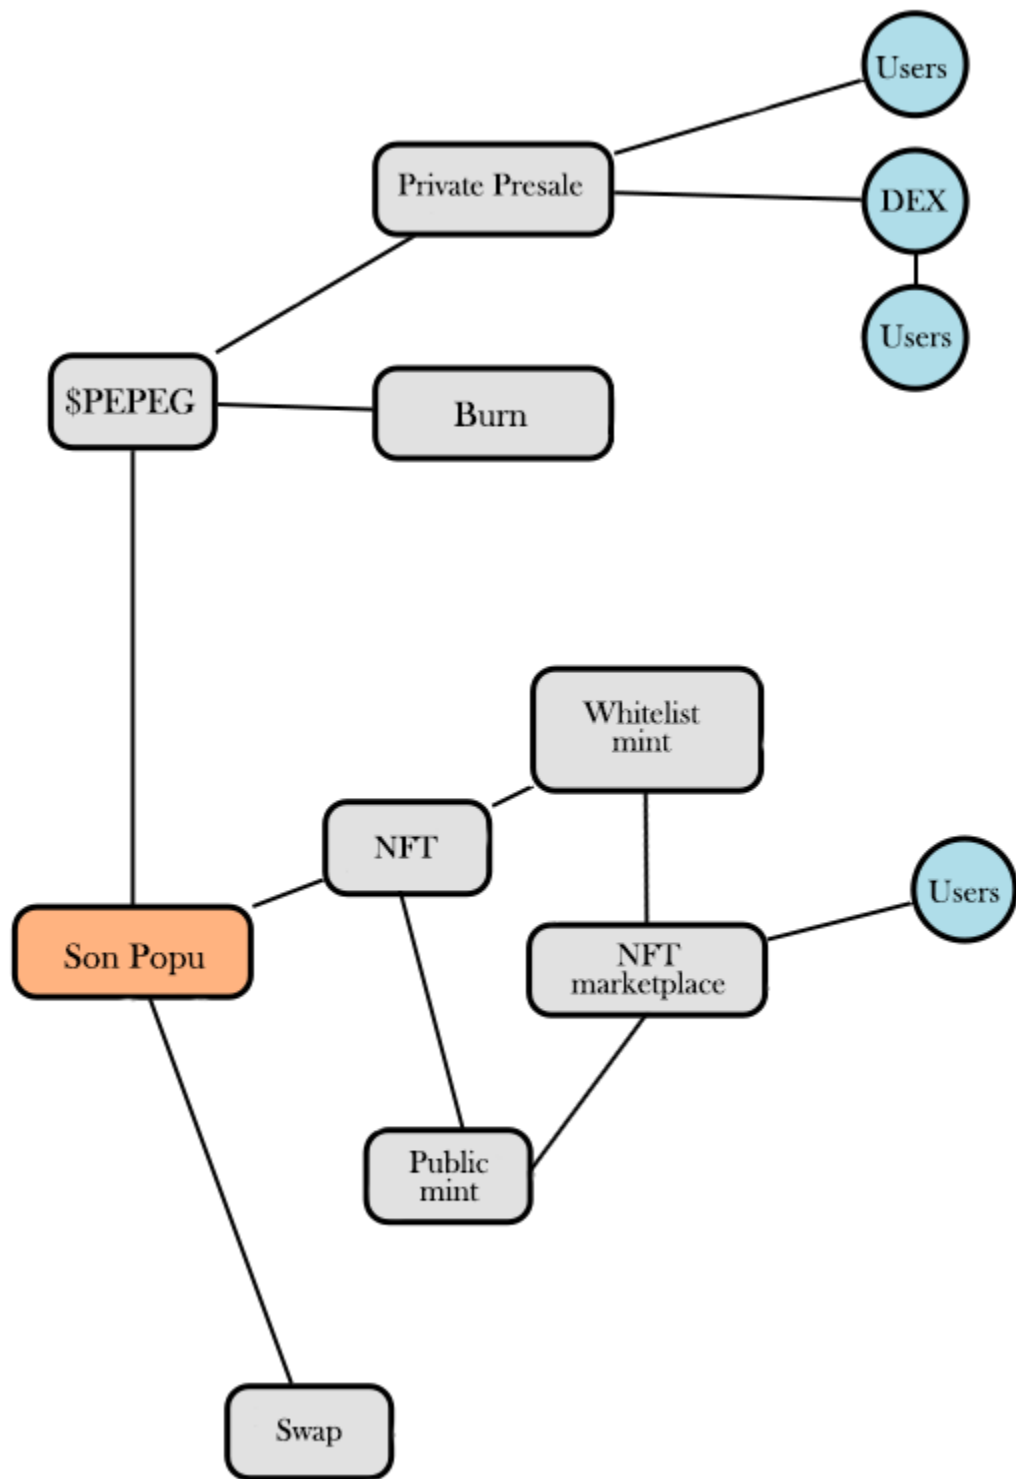 Users
Private Presale
DEX
Users
$PEPEG
Burn
Whitelist
mint
NFT
Users
Son Popu
NFT
marketplace
Public
mint
Swap